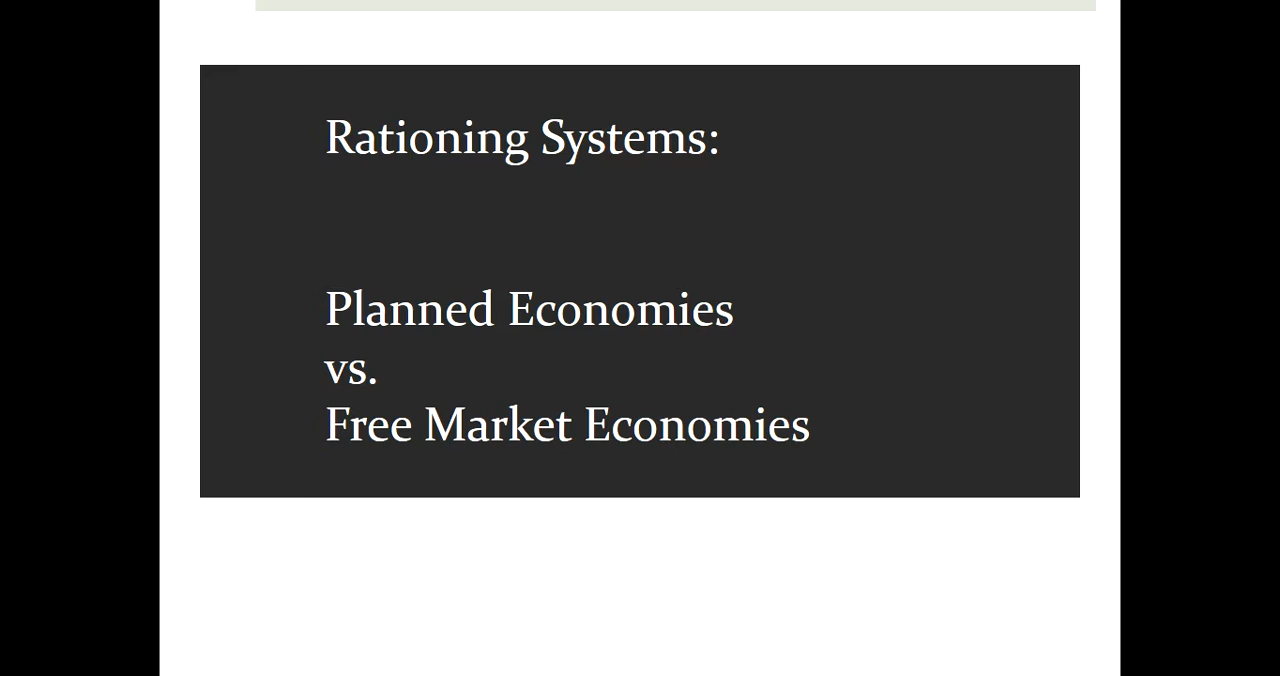 Rationing Systems:
Planned Economies
vs.
Free Market Economies